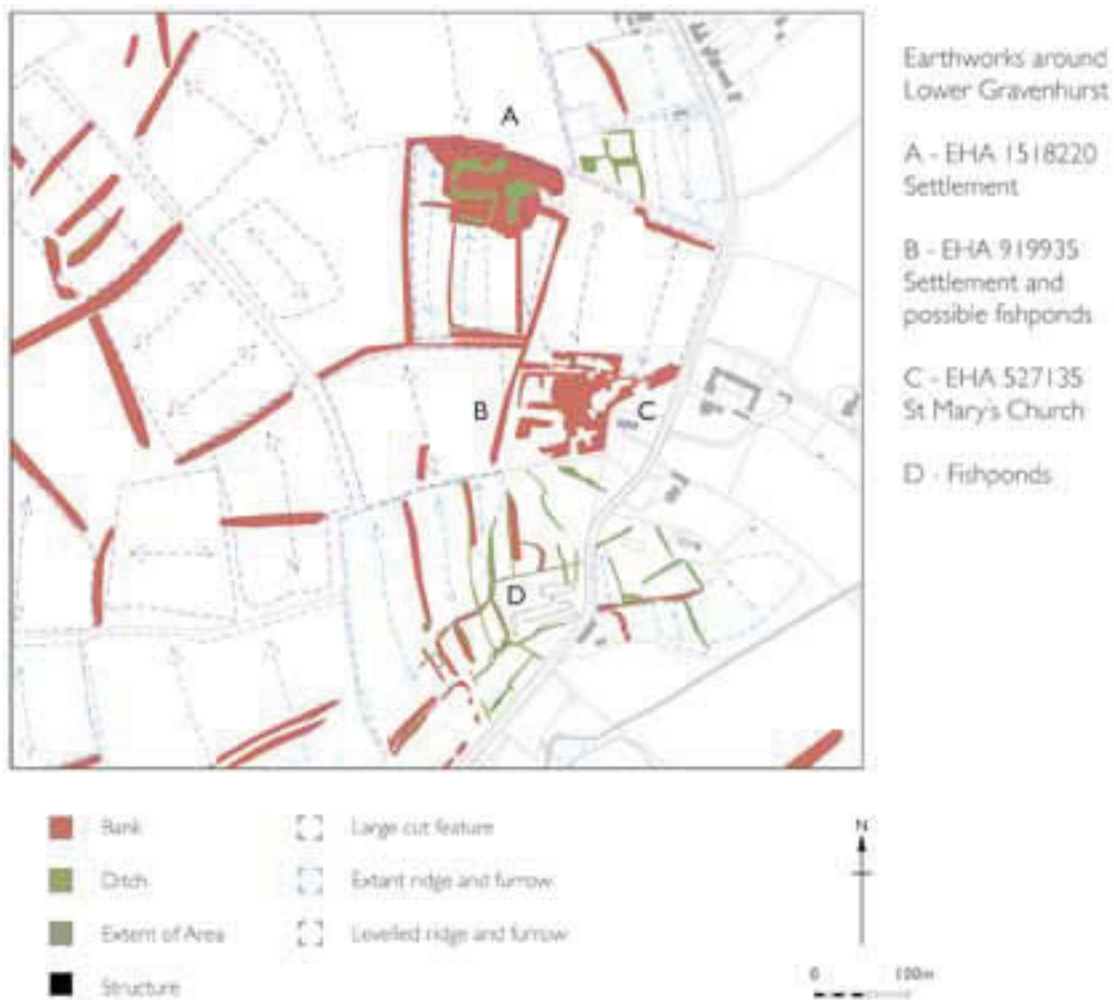 A
B
C
D
Earthworks around
Lower Gravenhurst
A - EHA 1518220
Settlement
B - EHA 919935
Settlement and
possible fishponds
C - EHA 527135
St Mary's Church
D - Fishponds
Bank
Ditch
Extent of Area
Structure
Large cut feature
Extant ridge and furrow
Levelled ridge and furrow
N
0 100m